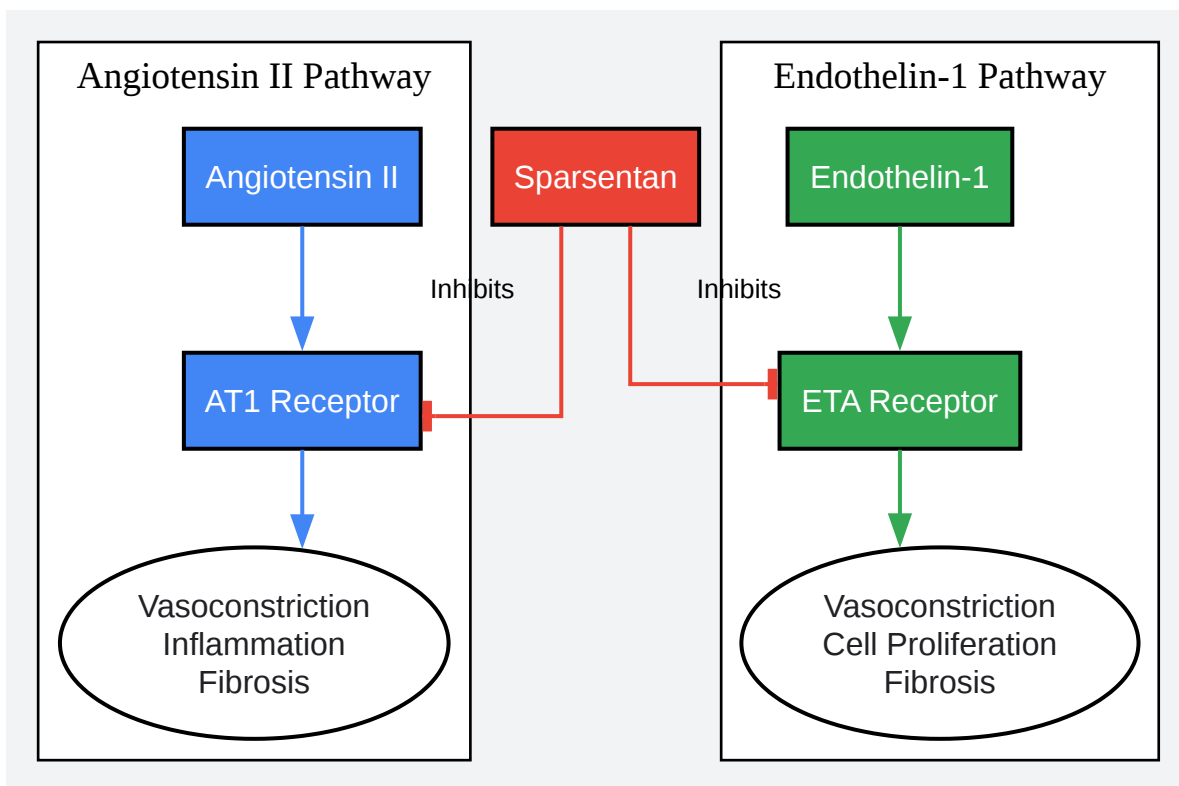 Angiotensin II Pathway
Endothelin-1 Pathway
Angiotensin II
Sparsentan
Endothelin-1
Inhibits
Inhibits
AT1 Receptor
ETA Receptor
Vasoconstriction
Inflammation
Fibrosis
Vasoconstriction
Cell Proliferation
Fibrosis